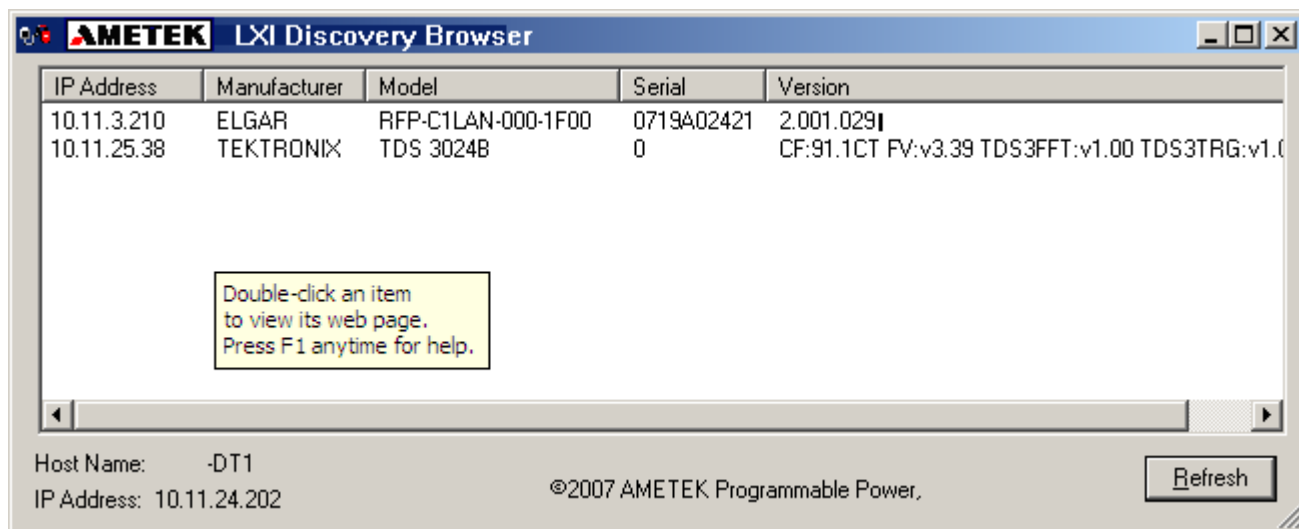 AMETEK LXI Discovery Browser
IP Address Manufacturer Model Serial Version
10.11.3.210 ELGAR RFP-C1LAN-000-1F00 0719A02421 2.001.029
10.11.25.38 TEKTRONIX TDS 3024B 0 CF:91.1CT FV:v3.39 TDS3FFT:v1.00 TDS3TRG:v1.0
Double-click an item
to view its web page.
Press F1 anytime for help.
Host Name: -DT1
IP Address: 10.11.24.202
©2007 AMETEK Programmable Power,
Refresh